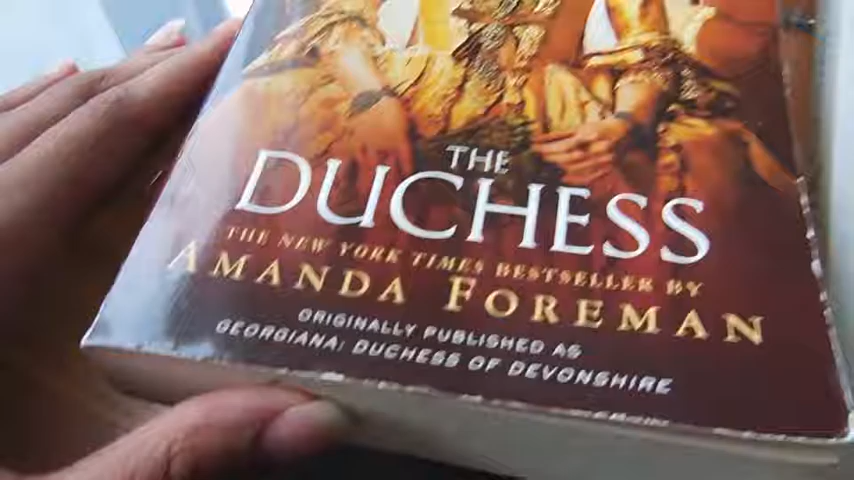 THE
DUCHESS
THE NEW YORK TIMES BESTSELLER BY
AMANDA FOREMAN
ORIGINALLY PUBLISHED AS
GEORGIANA: DUCHESS OF DEVONSHIRE